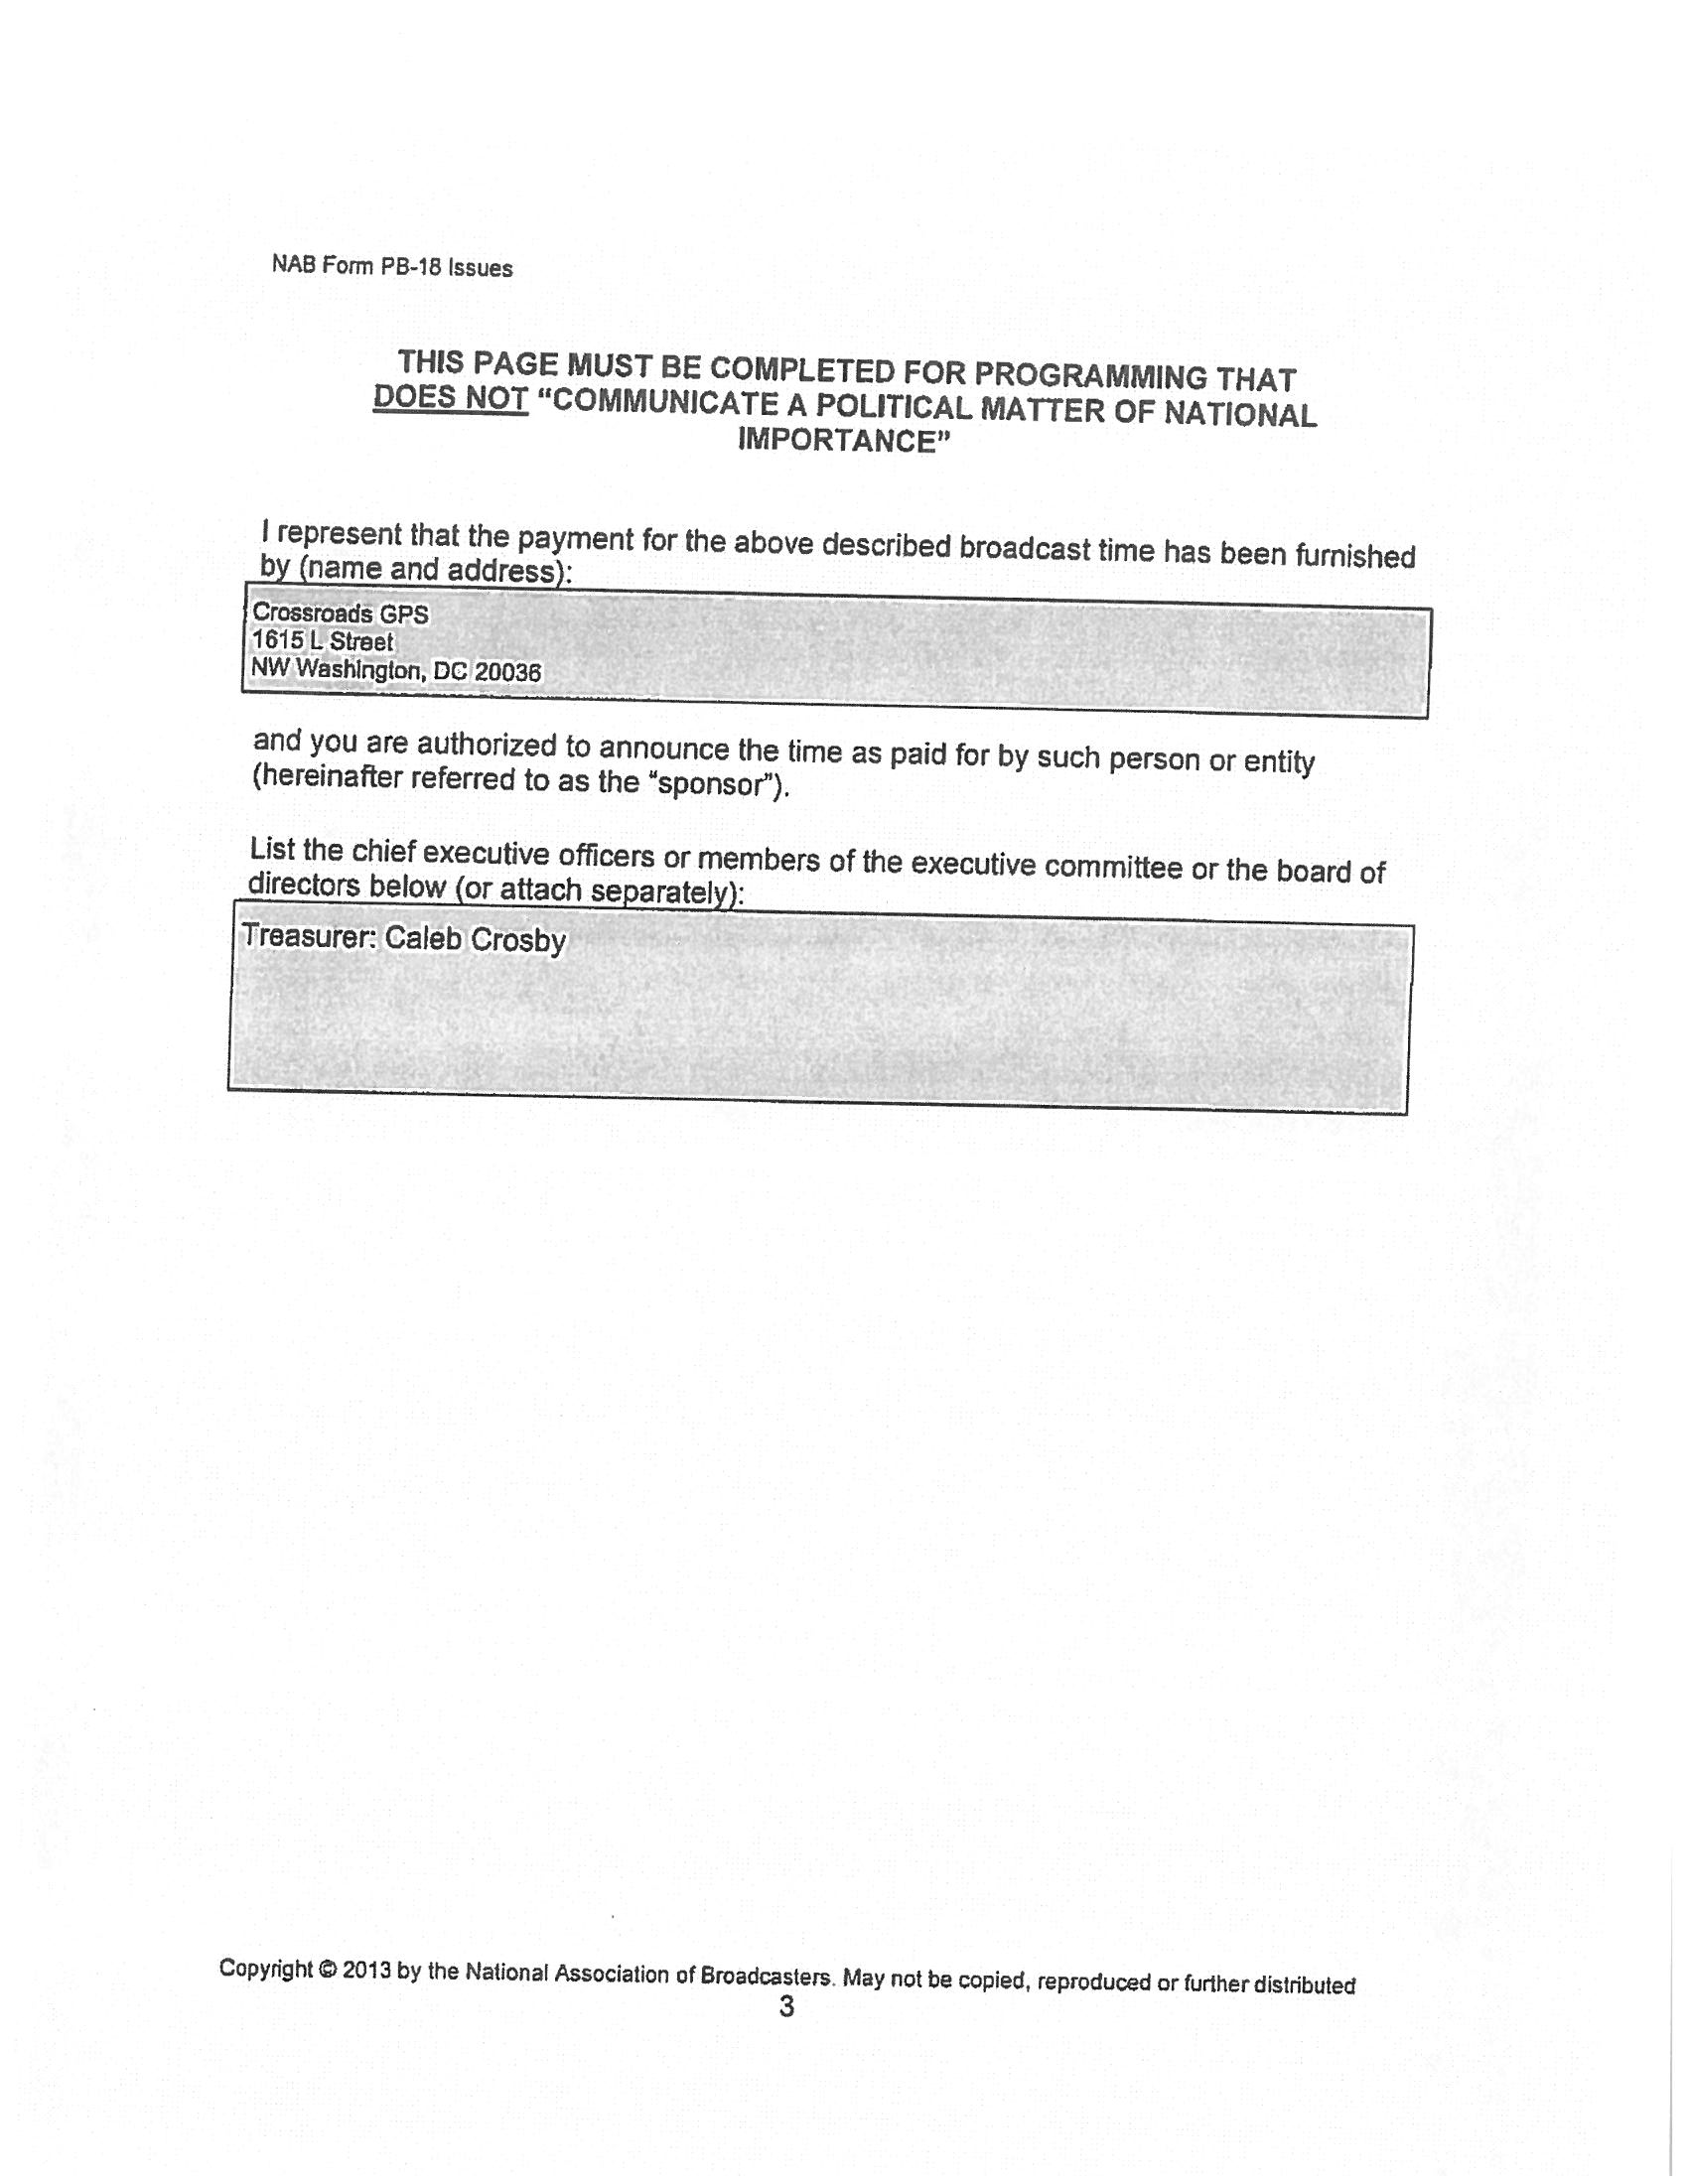 NAB Form PB-18 Issues
THIS PAGE MUST BE COMPLETED FOR PROGRAMMING THAT
DOES NOT “COMMUNICATE A POLITICAL MATTER OF NATIONAL
IMPORTANCE”
I represent that the payment for the above described broadcast time has been furnished
by (name and address):
Crossroads GPS
1615 L Street
NW Washington, DC 20036
and you are authorized to announce the time as paid for by such person or entity
(hereinafter referred to as the “sponsor”).
List the chief executive officers or members of the executive committee or the board of
directors below (or attach separately):
Treasurer: Caleb Crosby
Copyright © 2013 by the National Association of Broadcasters. May not be copied, reproduced or further distributed
3